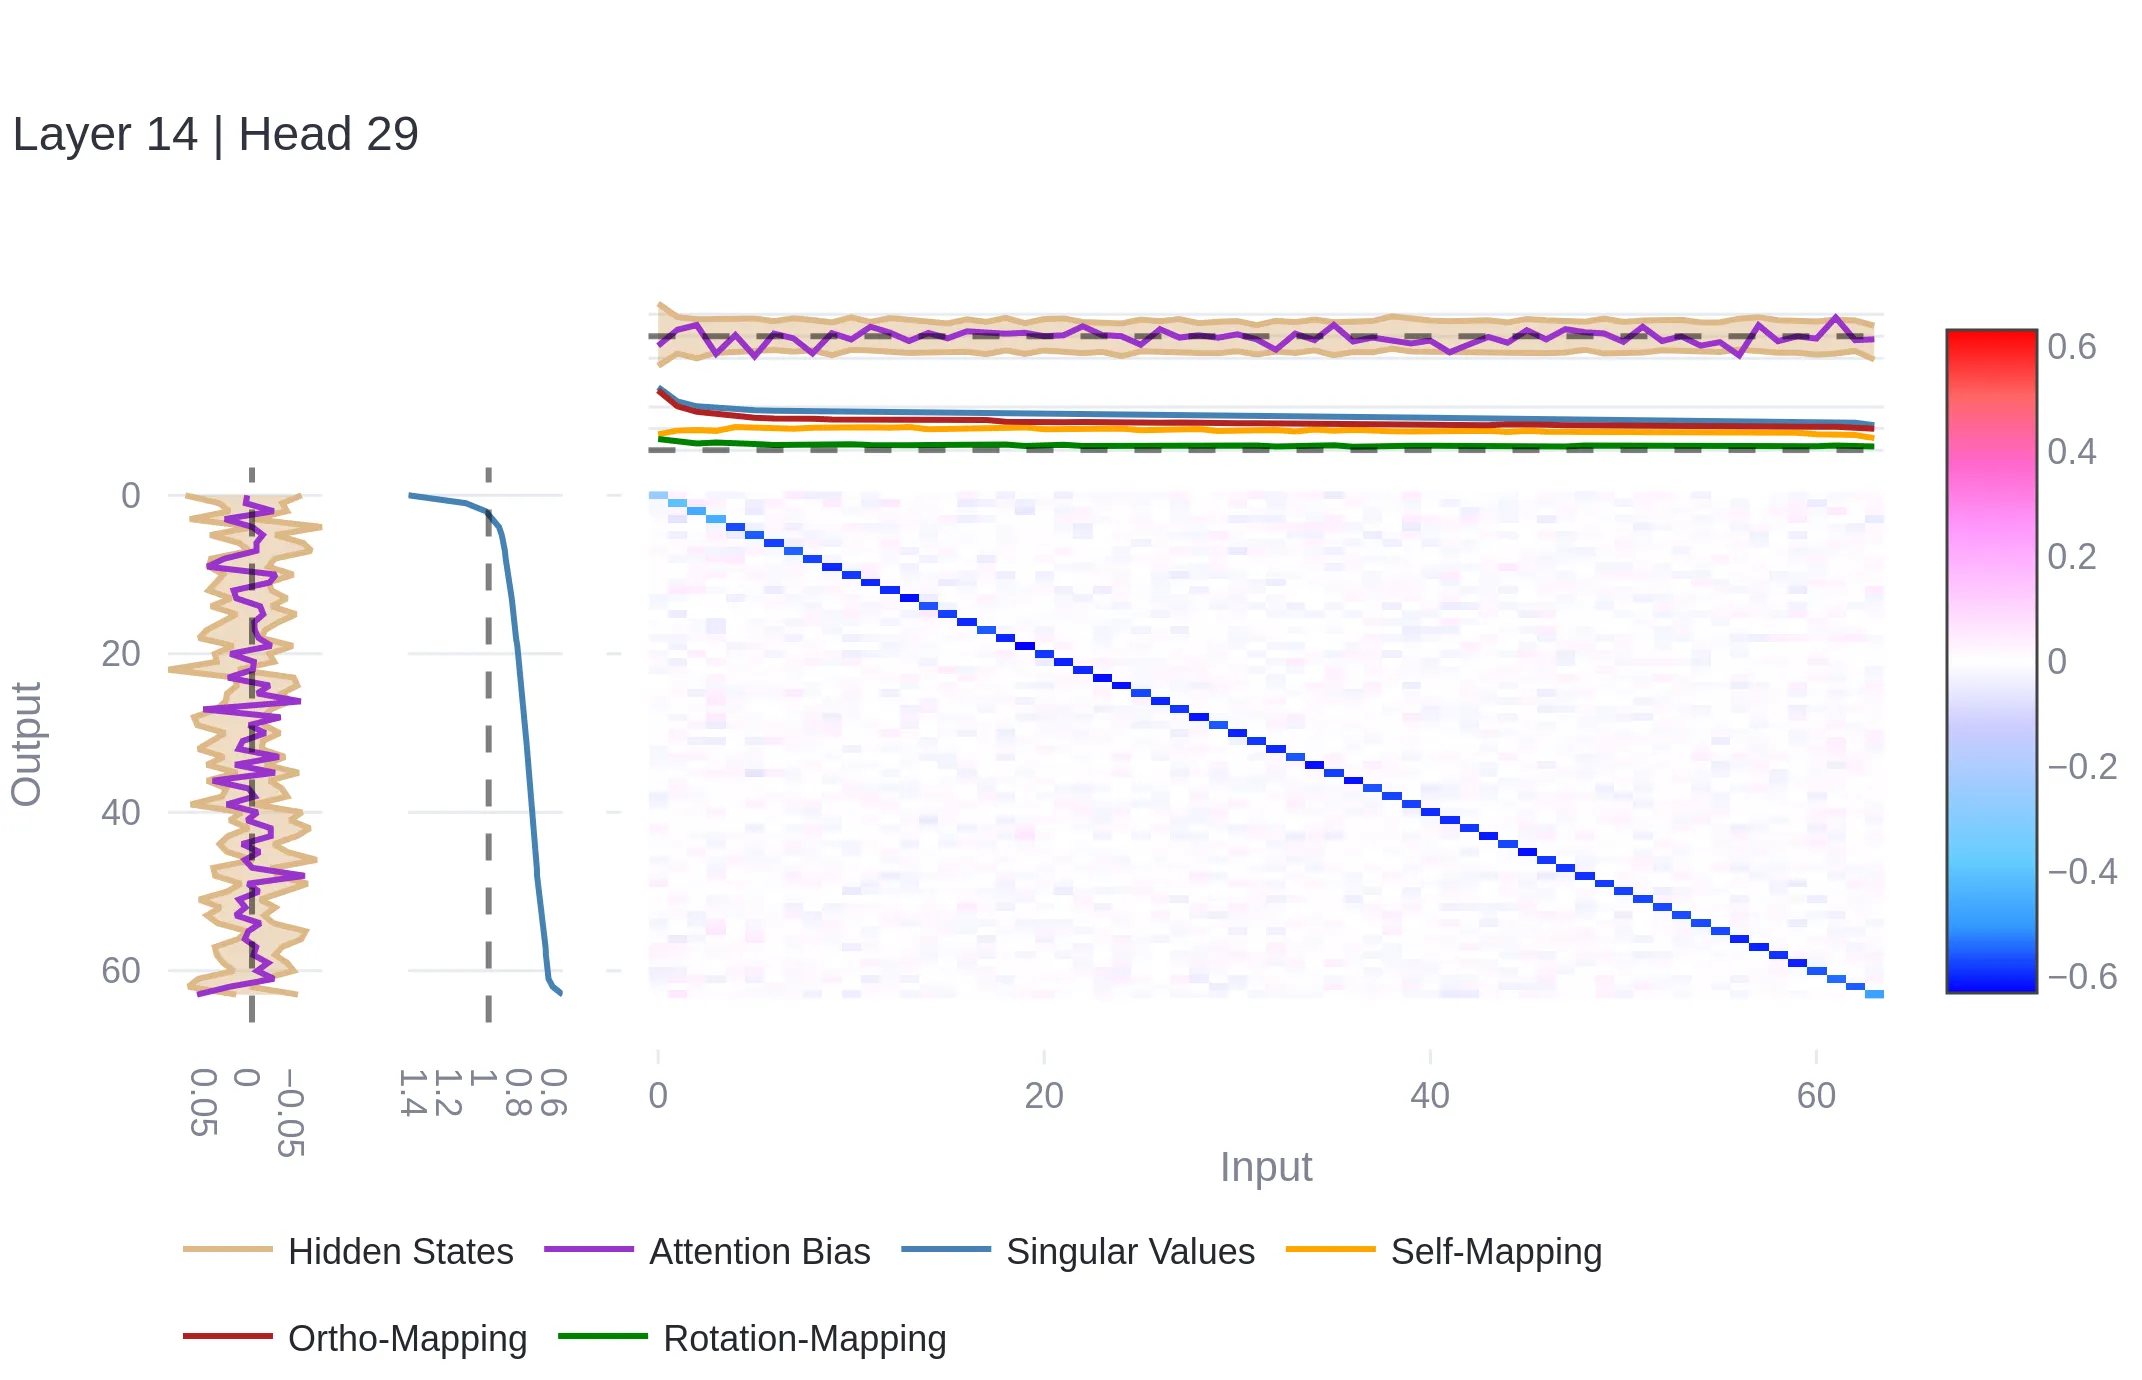 Layer 14 | Head 29
0.6
0.4
0.2
0
−0.2
−0.4
−0.6
Output
0
20
40
60
0.05
0
−0.05
1.4
1.2
1
0.8
0.6
0
20
40
60
Input
Hidden States
Attention Bias
Singular Values
Self-Mapping
Ortho-Mapping
Rotation-Mapping